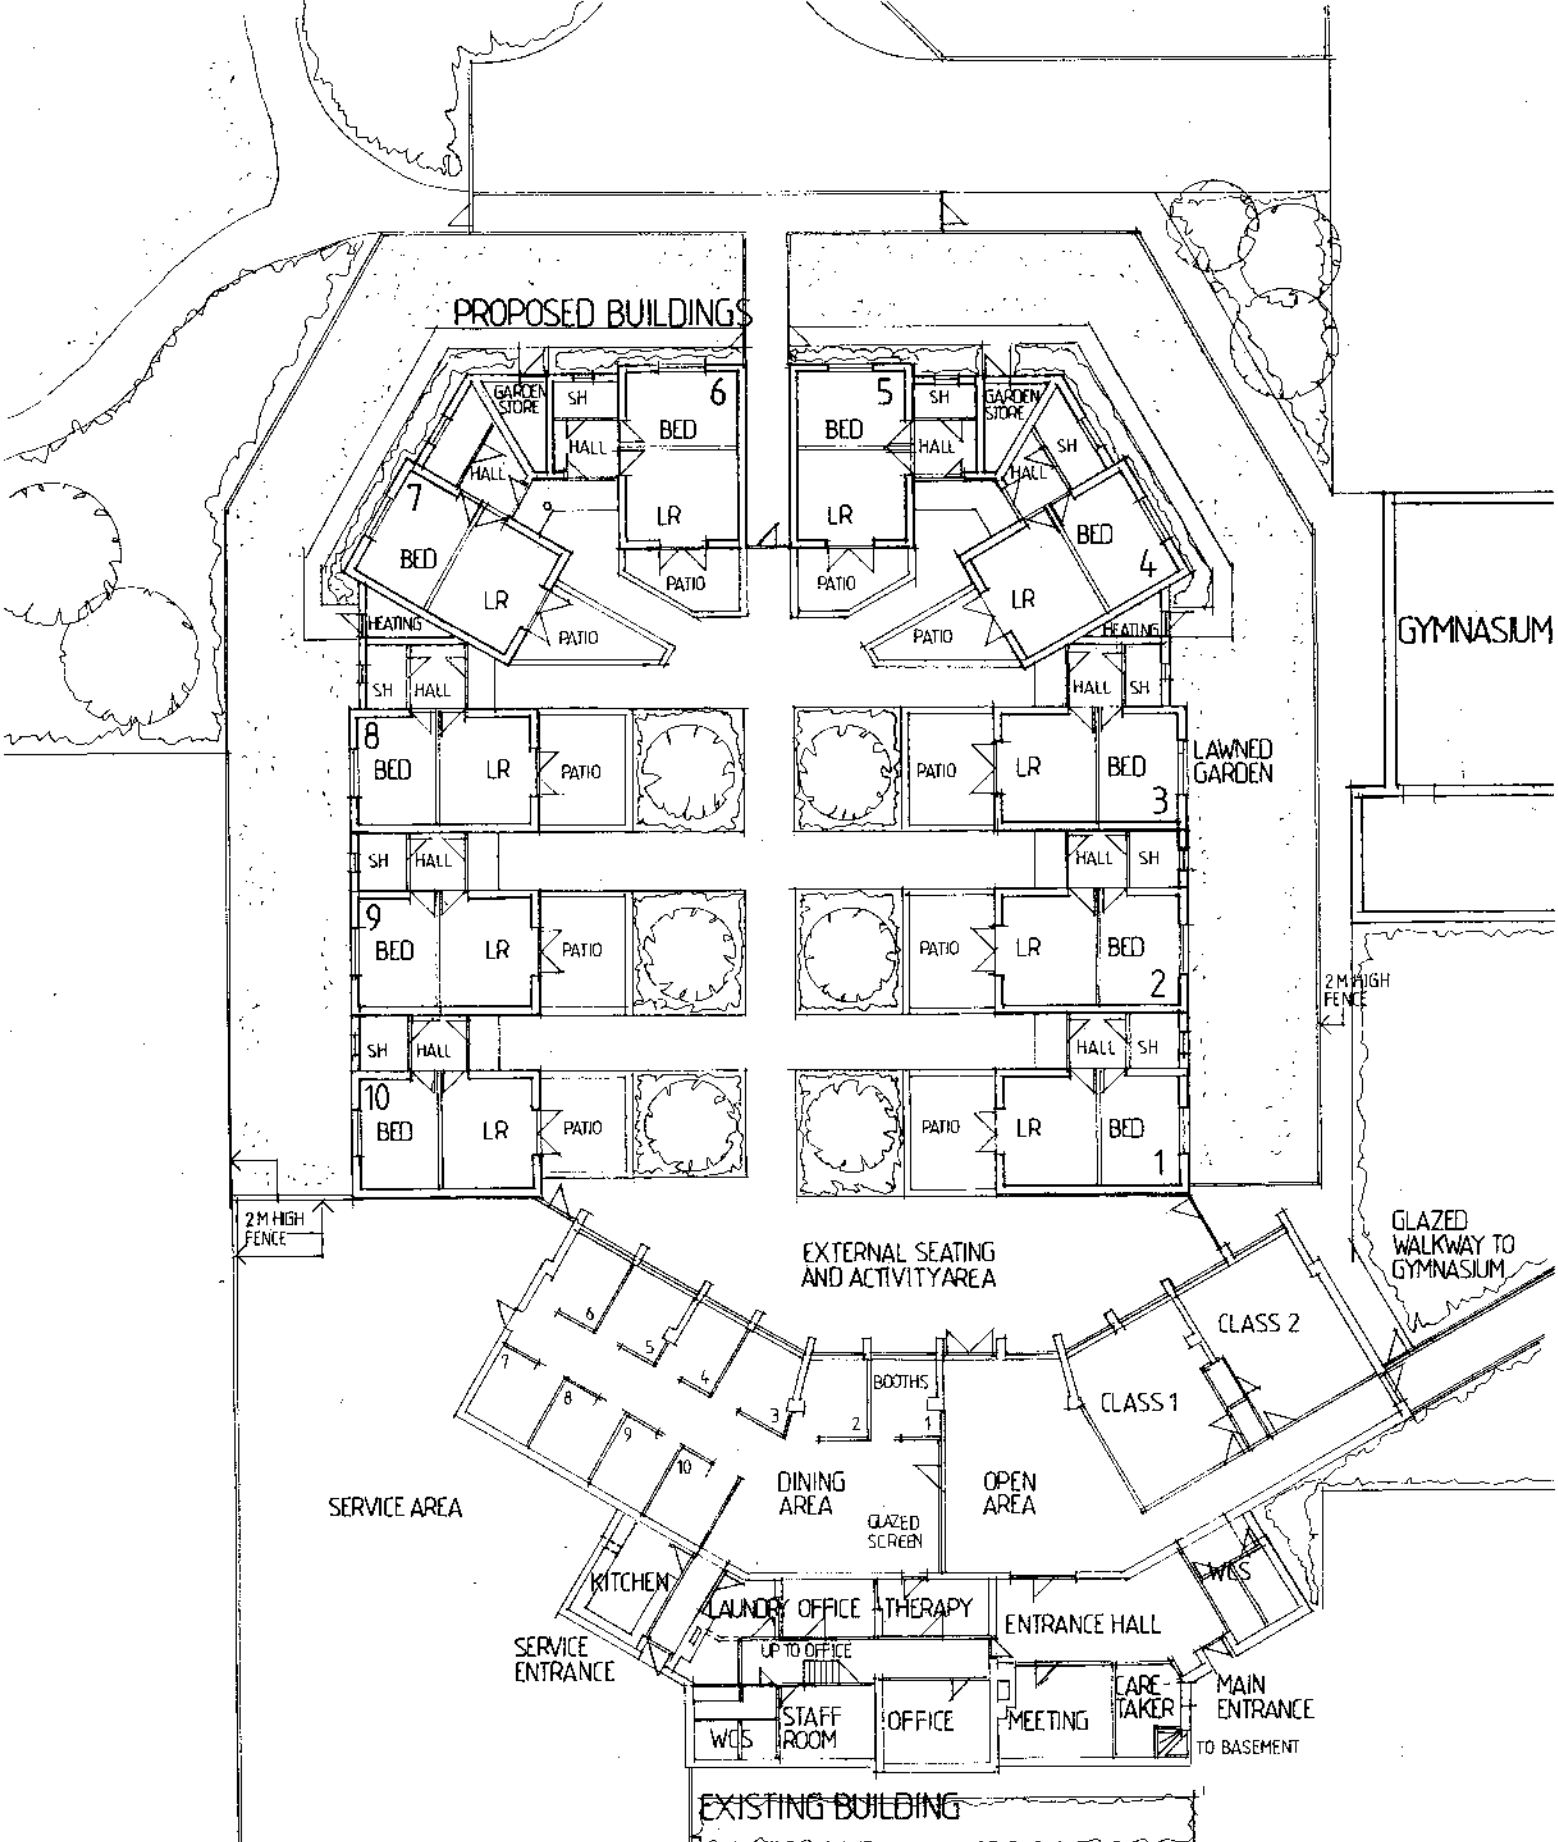 PROPOSED BUILDINGS
GARDEN
STORE
SH
6
BED
HALL
LR
PATIO
5
BED
SH
HALL
LR
PATIO
GARDEN
STORE
HALL
7
BED
LR
HEATING
PATIO
SH
HALL
BED
4
LR
PATIO
HEATING
GYMNASIUM
SH
HALL
8
BED
LR
PATIO
HALL
SH
PATIO
LR
BED
3
LAWNED
GARDEN
SH
HALL
9
BED
LR
PATIO
HALL
SH
PATIO
LR
BED
2
2 M HIGH
FENCE
SH
HALL
10
BED
LR
PATIO
HALL
SH
PATIO
LR
BED
1
2 M HIGH
FENCE
EXTERNAL SEATING
AND ACTIVITY AREA
GLAZED
WALKWAY TO
GYMNASIUM
6
5
4
3
2
1
7
8
9
10
BOOTHS
CLASS 2
CLASS 1
SERVICE AREA
DINING
AREA
GLAZED
SCREEN
OPEN
AREA
KITCHEN
LAUNDRY
OFFICE
THERAPY
ENTRANCE HALL
WCS
SERVICE
ENTRANCE
UP TO OFFICE
WCS
STAFF
ROOM
OFFICE
MEETING
CARE-
TAKER
MAIN
ENTRANCE
TO BASEMENT
EXISTING BUILDING